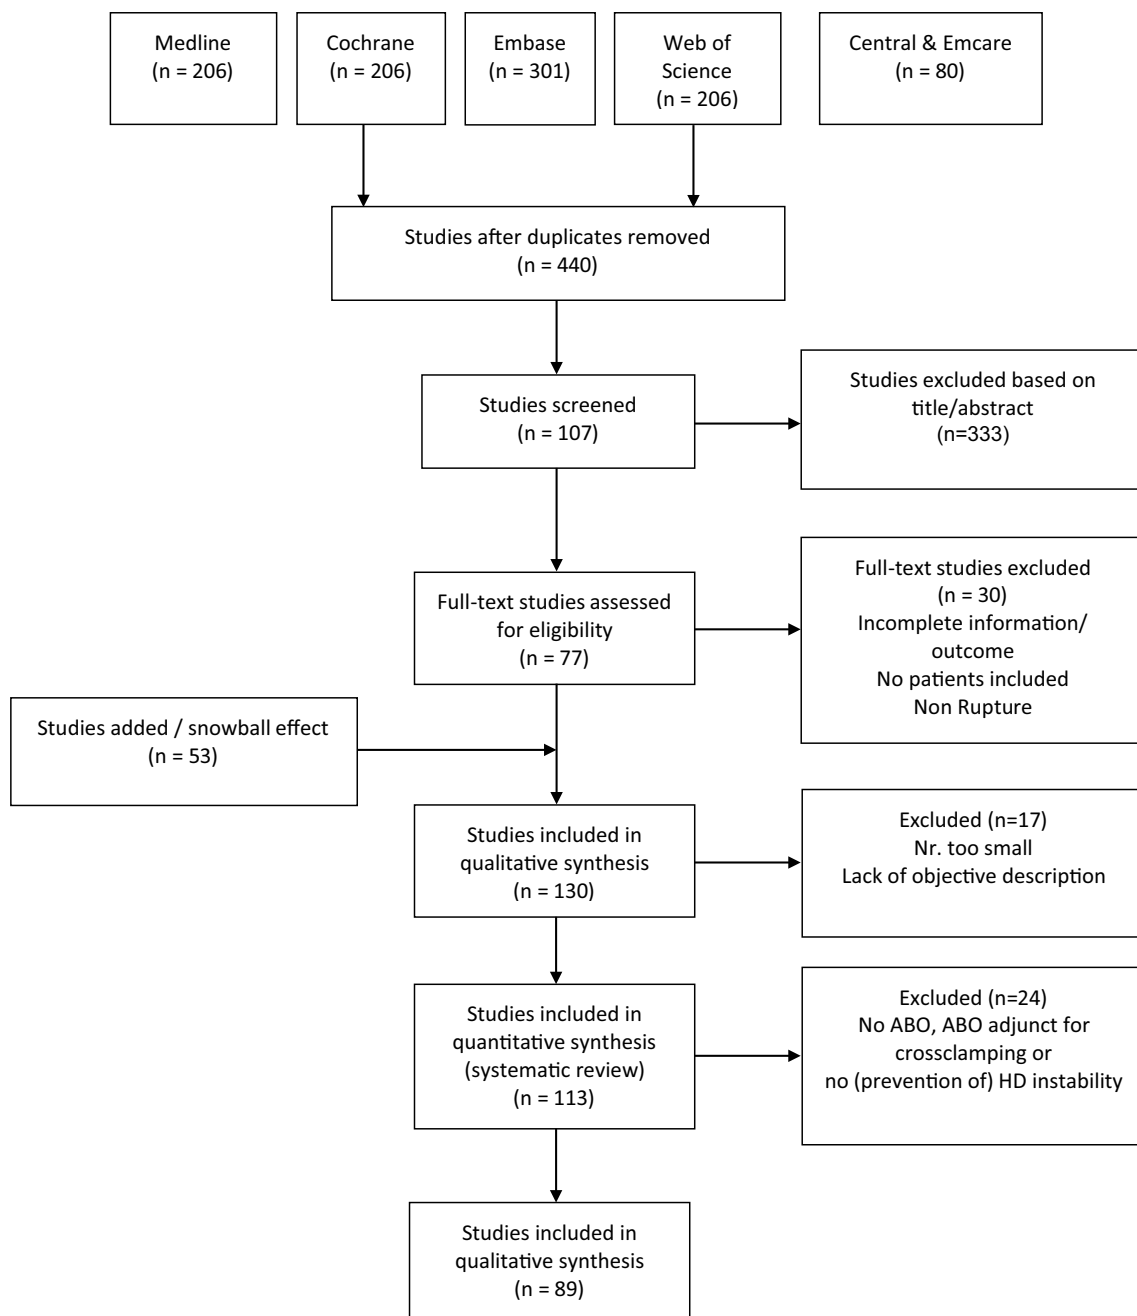 Medline
(n = 206)
Cochrane
(n = 206)
Embase
(n = 301)
Web of
Science
(n = 206)
Central & Emcare
(n = 80)
Studies after duplicates removed
(n = 440)
Studies screened
(n = 107)
Studies excluded based on
title/abstract
(n=333)
Full-text studies assessed
for eligibility
(n = 77)
Full-text studies excluded
(n = 30)
Incomplete information/
outcome
No patients included
Non Rupture
Studies added / snowball effect
(n = 53)
Studies included in
qualitative synthesis
(n = 130)
Excluded (n=17)
Nr. too small
Lack of objective description
Studies included in
quantitative synthesis
(systematic review)
(n = 113)
Excluded (n=24)
No ABO, ABO adjunct for
crossclamping or
no (prevention of) HD instability
Studies included in
qualitative synthesis
(n = 89)